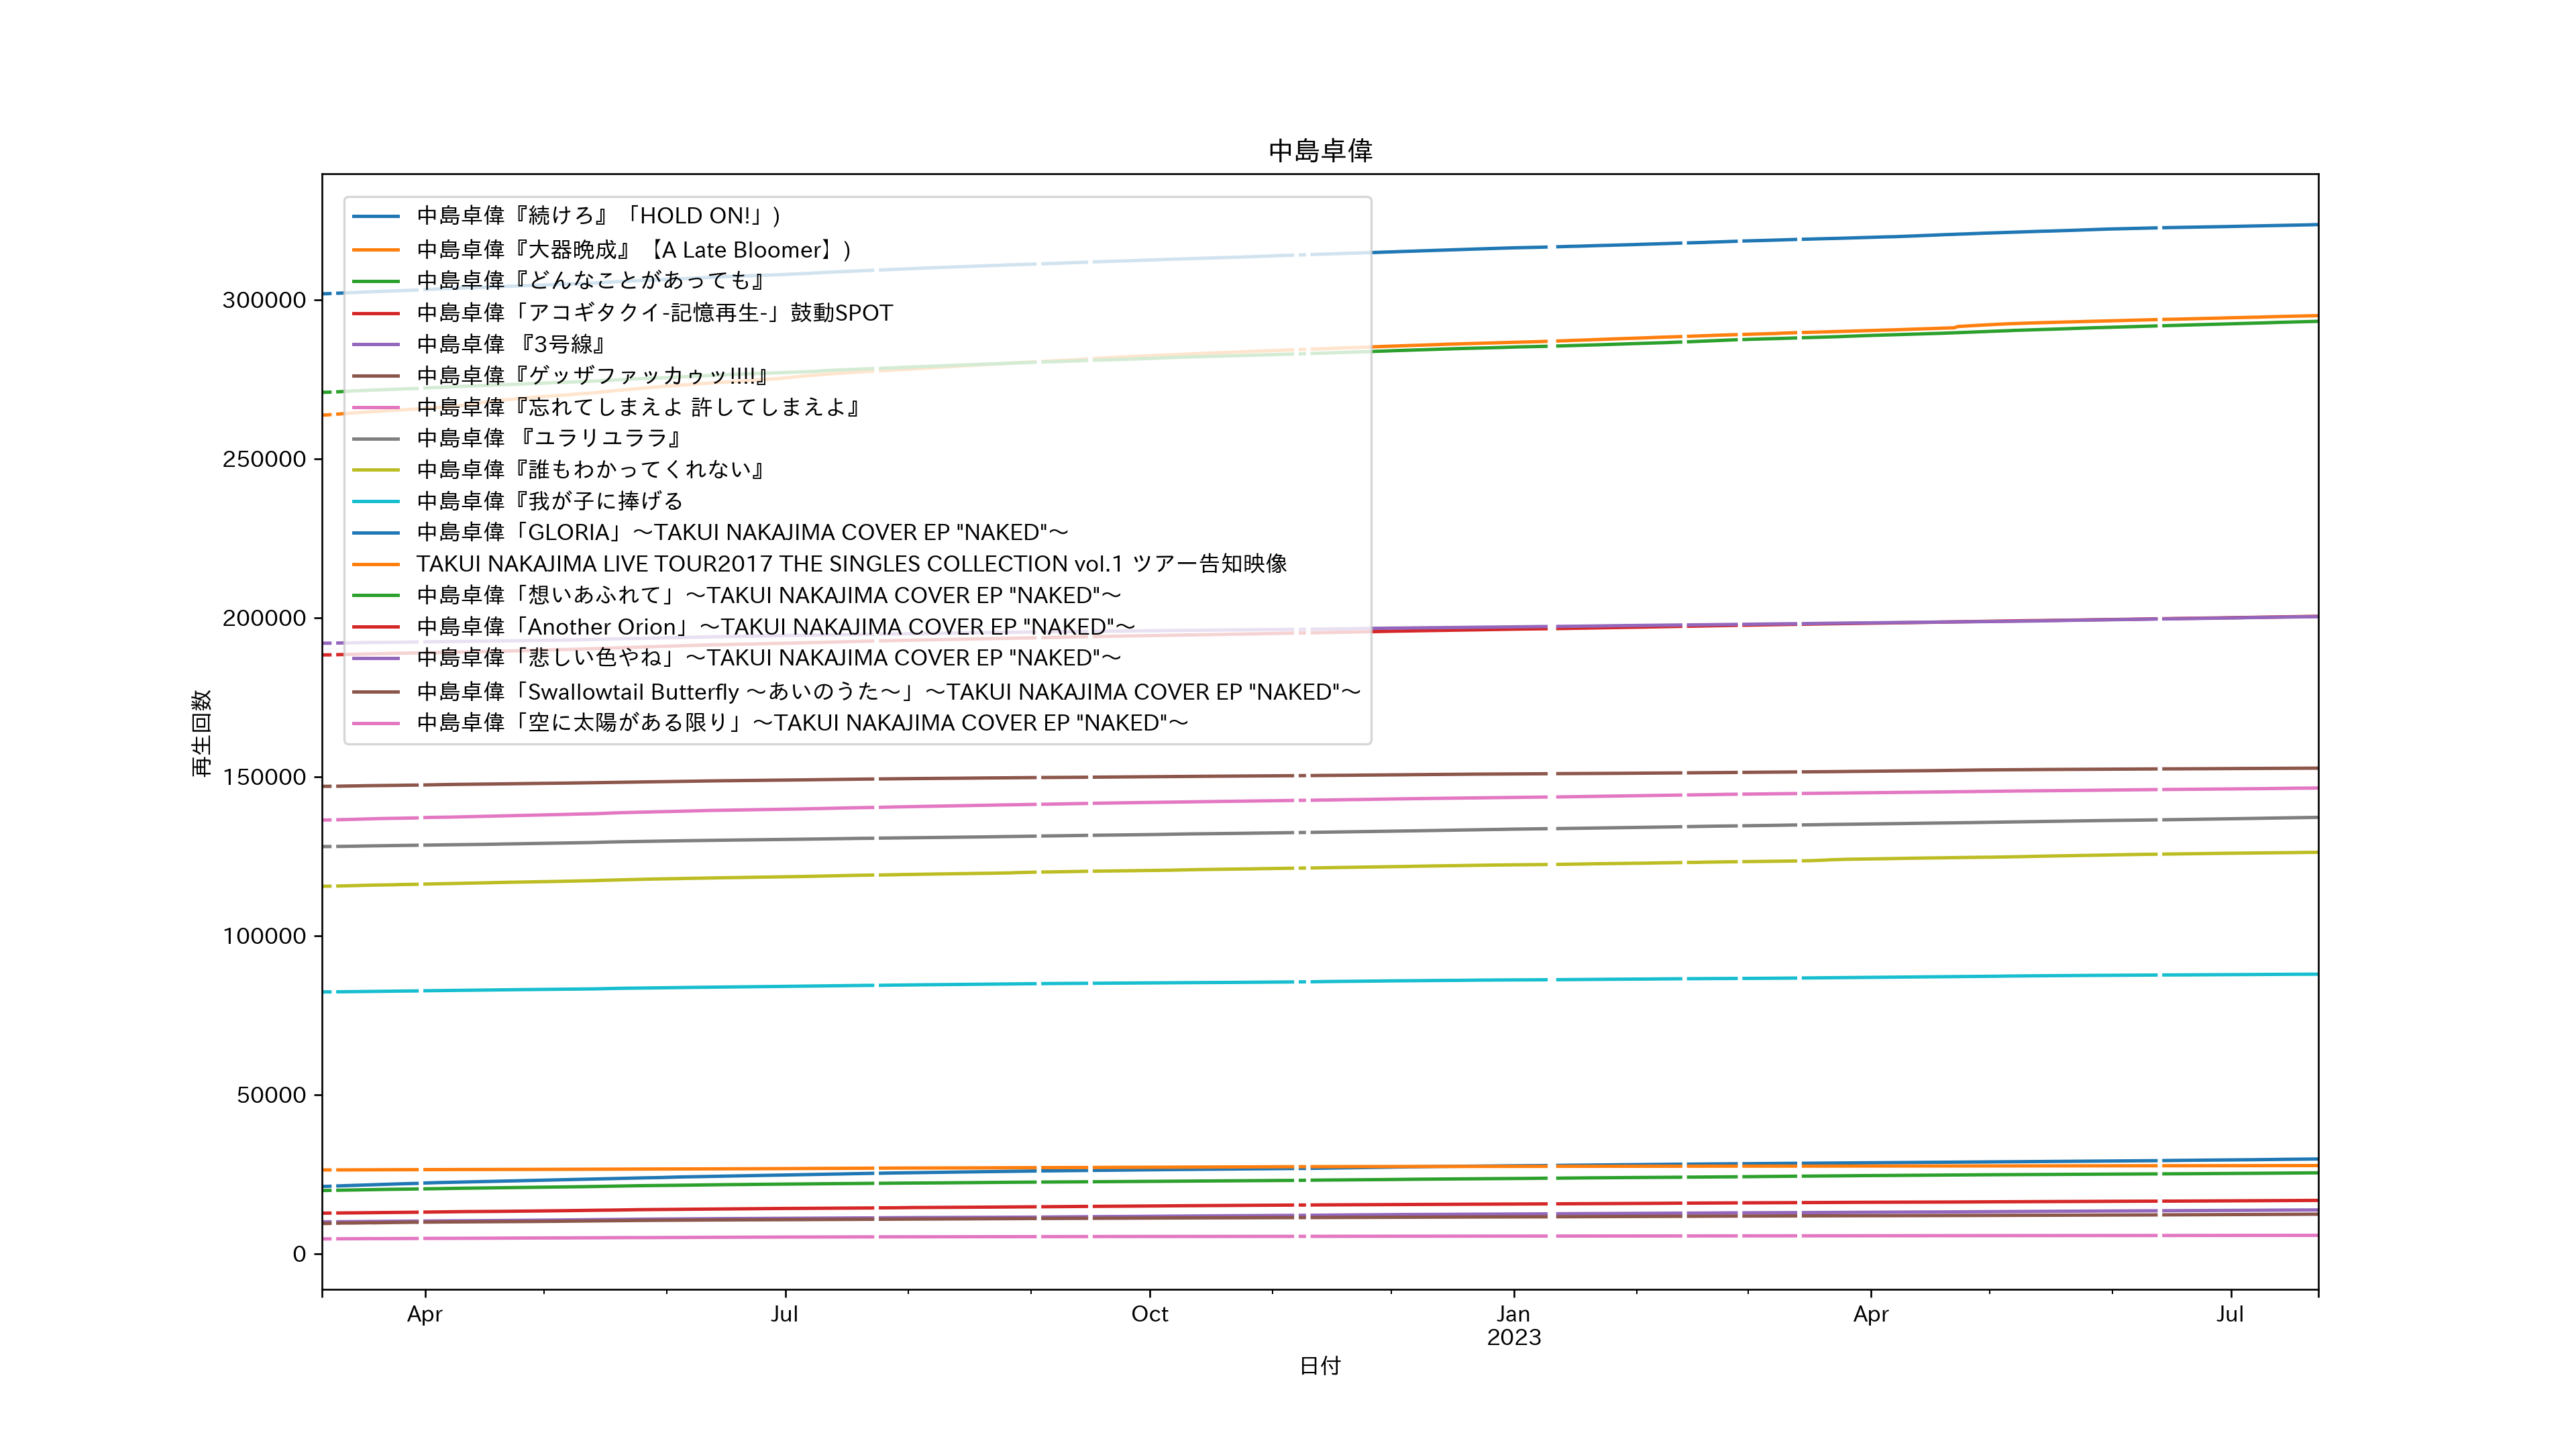 中島卓偉
中島卓偉『続けろ』「HOLD ON!」)
中島卓偉『大器晩成』【A Late Bloomer】)
中島卓偉『どんなことがあっても』
中島卓偉「アコギタクイ-記憶再生-」鼓動SPOT
中島卓偉 『3号線』
中島卓偉『ゲッザファッカゥッ!!!!』
中島卓偉『忘れてしまえよ 許してしまえよ』
中島卓偉 『ユラリユララ』
中島卓偉『誰もわかってくれない』
中島卓偉『我が子に捧げる
中島卓偉「GLORIA」〜TAKUI NAKAJIMA COVER EP "NAKED"〜
TAKUI NAKAJIMA LIVE TOUR2017 THE SINGLES COLLECTION vol.1 ツアー告知映像
中島卓偉「想いあふれて」〜TAKUI NAKAJIMA COVER EP "NAKED"〜
中島卓偉「Another Orion」〜TAKUI NAKAJIMA COVER EP "NAKED"〜
中島卓偉「悲しい色やね」〜TAKUI NAKAJIMA COVER EP "NAKED"〜
中島卓偉「Swallowtail Butterfly 〜あいのうた〜」〜TAKUI NAKAJIMA COVER EP "NAKED"〜
中島卓偉「空に太陽がある限り」〜TAKUI NAKAJIMA COVER EP "NAKED"〜
再生回数
300000
250000
200000
150000
100000
50000
0
Apr
Jul
Oct
Jan
2023
Apr
Jul
日付